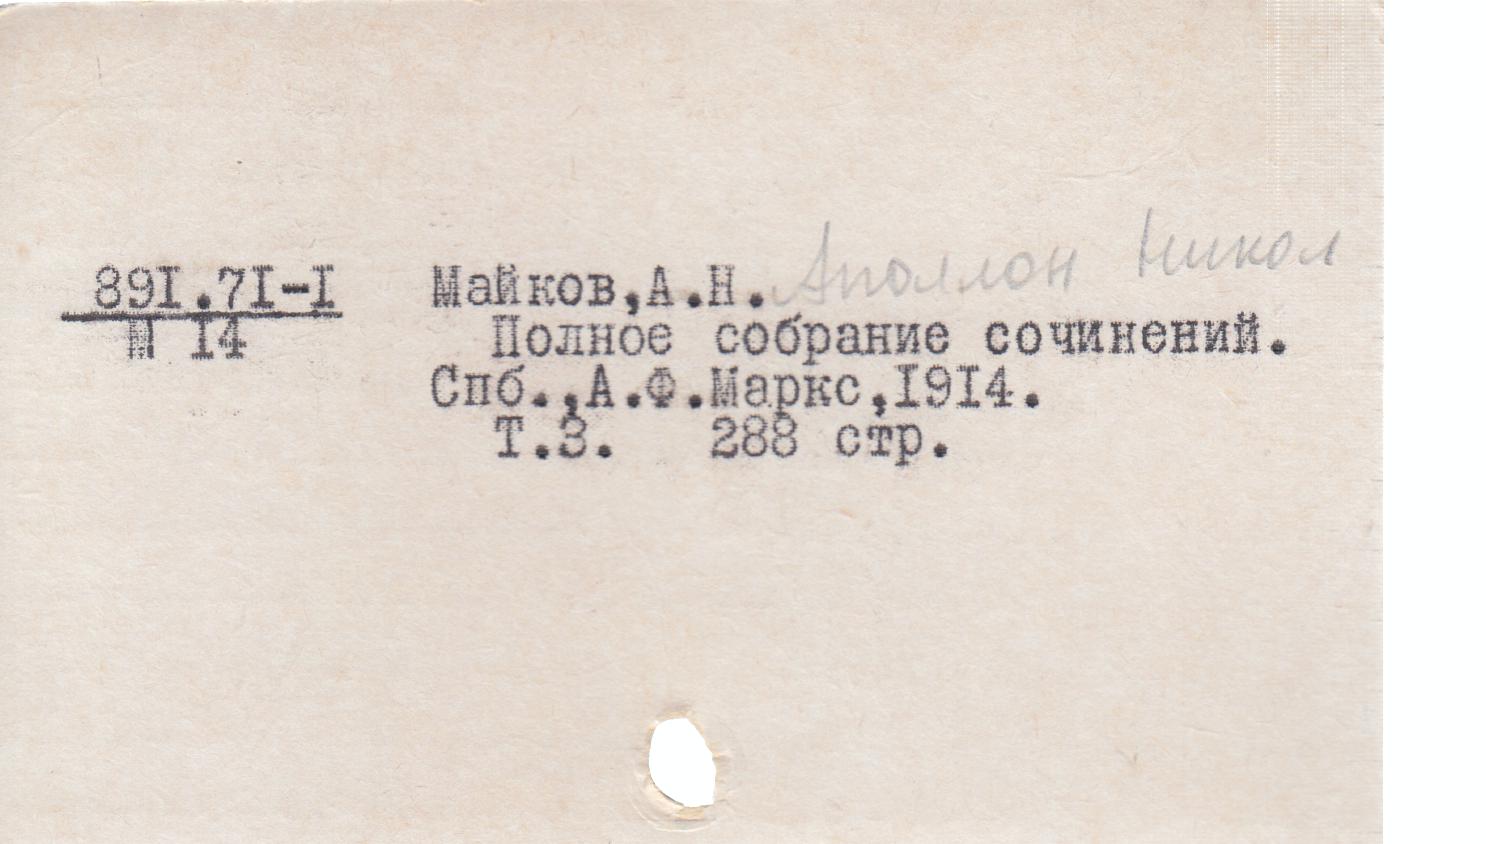 891.71-1 Майков,А.Н. Аполлон Никол
М 14 Полное собрание сочинений.
Спб.,А.Ф.Маркс,1914.
Т.3. 288 стр.